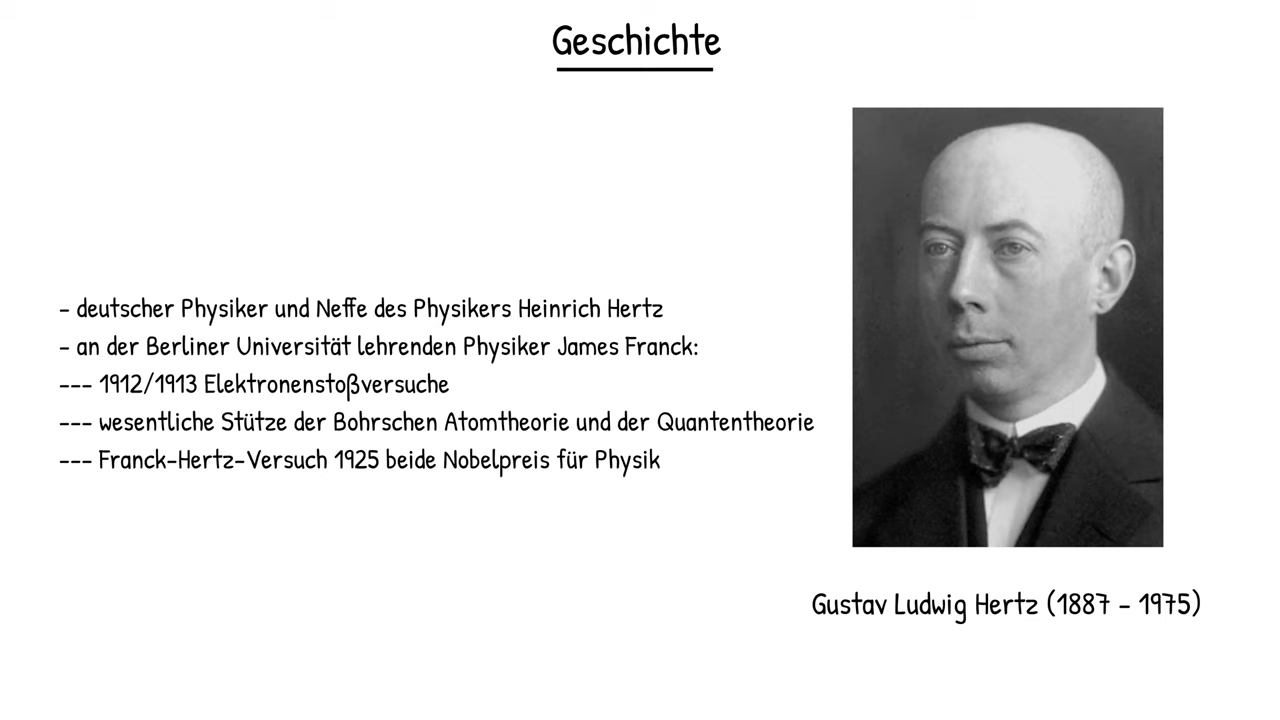 Geschichte
- deutscher Physiker und Neffe des Physikers Heinrich Hertz
- an der Berliner Universität lehrenden Physiker James Franck:
--- 1912/1913 Elektronenstoßversuche
--- wesentliche Stütze der Bohrschen Atomtheorie und der Quantentheorie
--- Franck-Hertz-Versuch 1925 beide Nobelpreis für Physik
Gustav Ludwig Hertz (1887 - 1975)